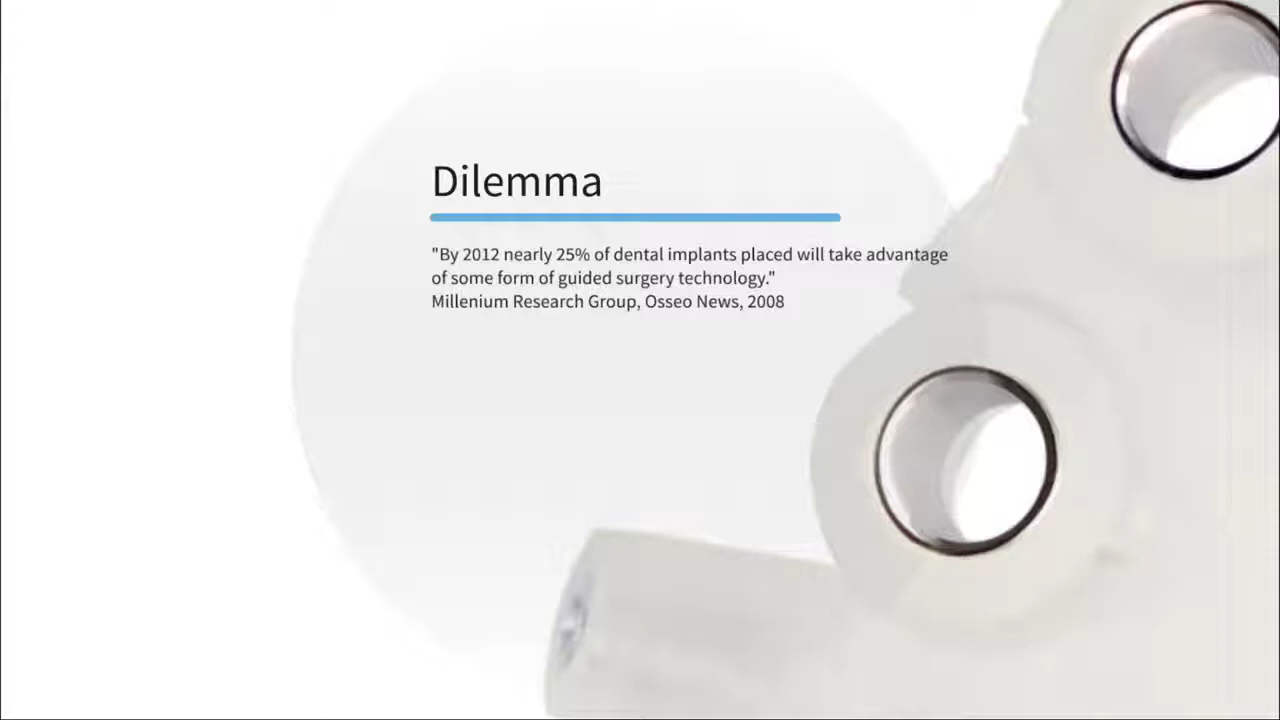 Dilemma
"By 2012 nearly 25% of dental implants placed will take advantage
of some form of guided surgery technology."
Millenium Research Group, Osseo News, 2008